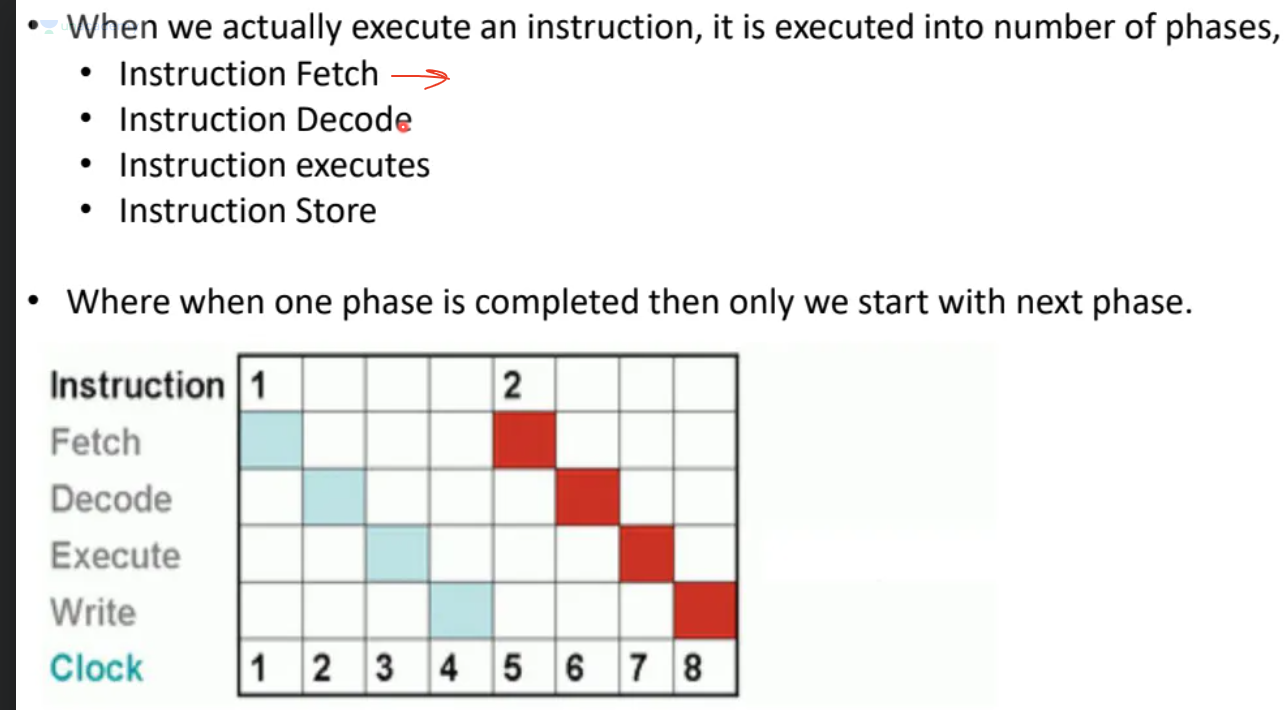 • When we actually execute an instruction, it is executed into number of phases,
• Instruction Fetch
• Instruction Decode
• Instruction executes
• Instruction Store
• Where when one phase is completed then only we start with next phase.
Instruction 1 2
Fetch
Decode
Execute
Write
Clock 1 2 3 4 5 6 7 8